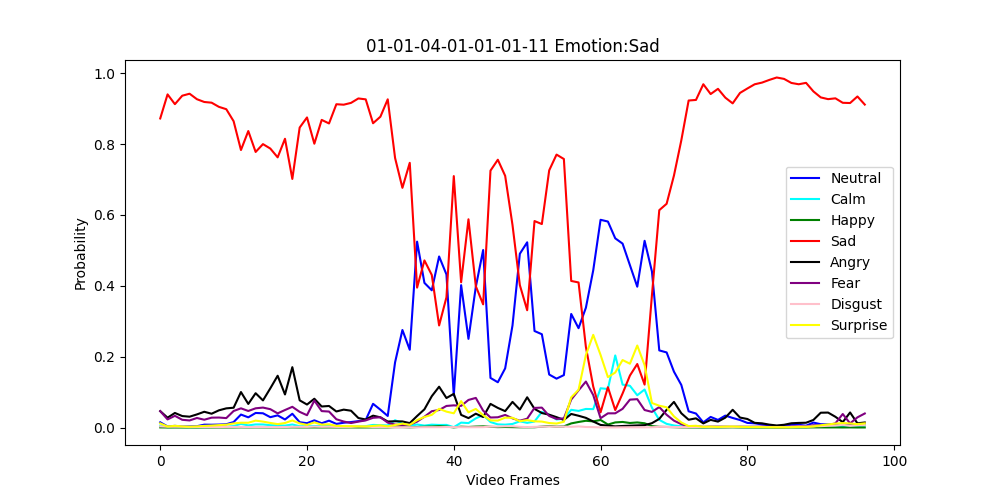 01-01-04-01-01-01-11 Emotion:Sad
Probability
1.0
0.8
0.6
0.4
0.2
0.0
Neutral
Calm
Happy
Sad
Angry
Fear
Disgust
Surprise
0 20 40 60 80 100
Video Frames